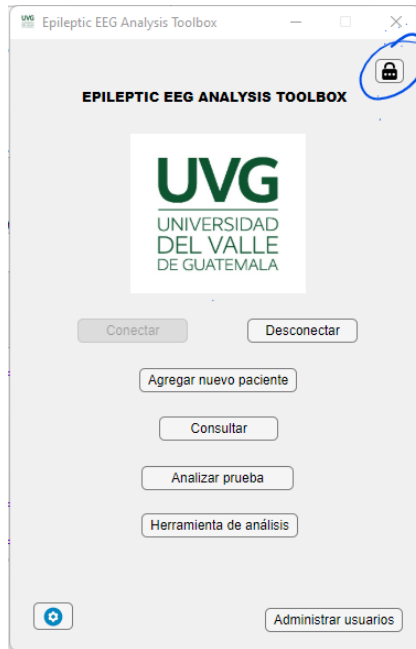 UVG Epileptic EEG Analysis Toolbox
EPILEPTIC EEG ANALYSIS TOOLBOX
UVG
UNIVERSIDAD
DEL VALLE
DE GUATEMALA
Conectar Desconectar
Agregar nuevo paciente
Consultar
Analizar prueba
Herramienta de análisis
Administrar usuarios